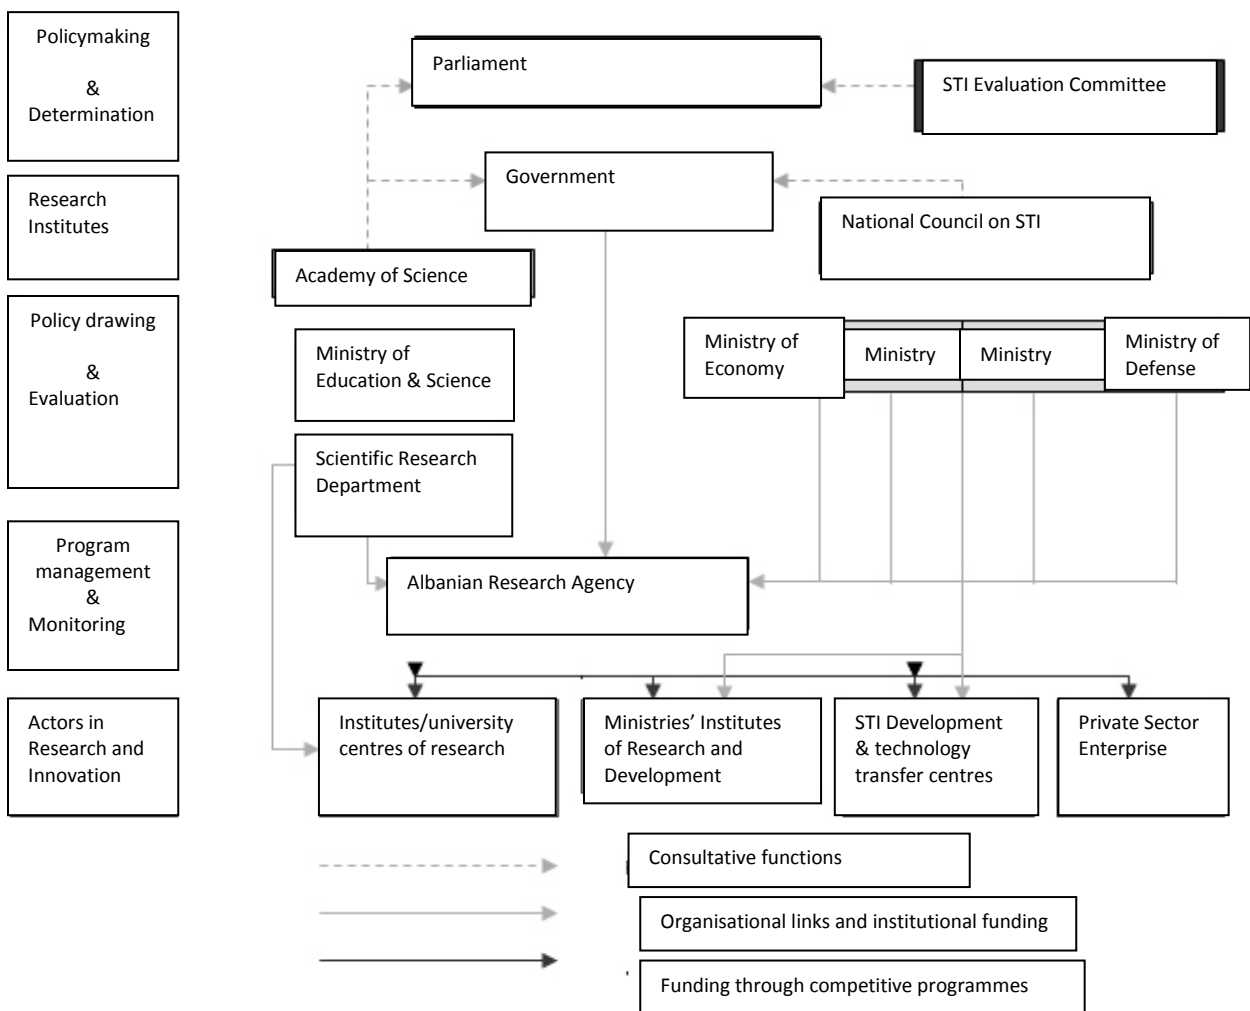 Policymaking
&
Determination
Parliament
STI Evaluation Committee
Government
Research
Institutes
National Council on STI
Academy of Science
Policy drawing
&
Evaluation
Ministry of
Education & Science
Ministry of
Economy
Ministry
Ministry
Ministry of
Defense
Scientific Research
Department
Program
management
&
Monitoring
Albanian Research Agency
Actors in
Research and
Innovation
Institutes/university
centres of research
Ministries’ Institutes
of Research and
Development
STI Development
& technology
transfer centres
Private Sector
Enterprise
Consultative functions
Organisational links and institutional funding
Funding through competitive programmes